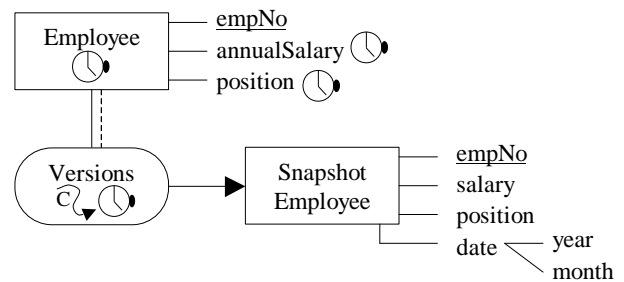 Employee
empNo
annualSalary
position
Versions
C
Snapshot
Employee
empNo
salary
position
date
year
month